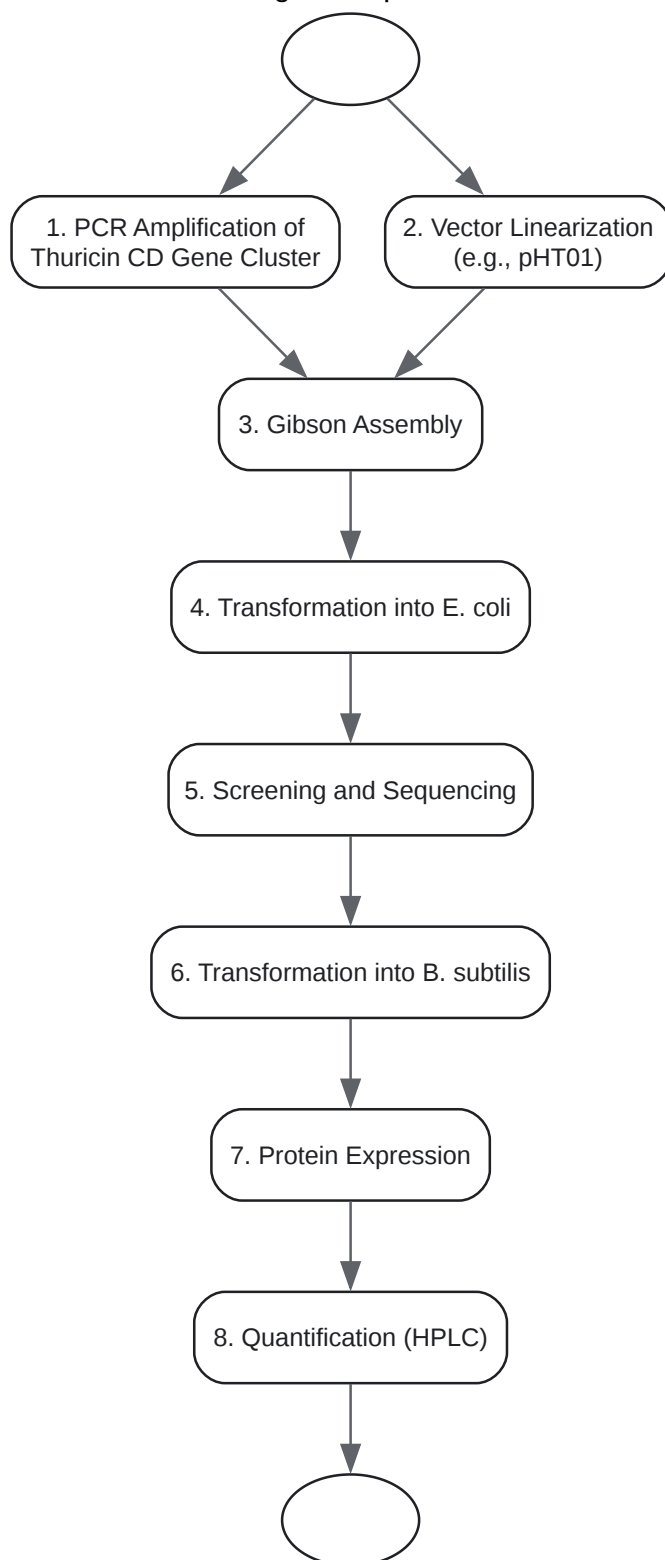 1. PCR Amplification of
Thuricin CD Gene Cluster
2. Vector Linearization
(e.g., pHT01)
3. Gibson Assembly
4. Transformation into E. coli
5. Screening and Sequencing
6. Transformation into B. subtilis
7. Protein Expression
8. Quantification (HPLC)